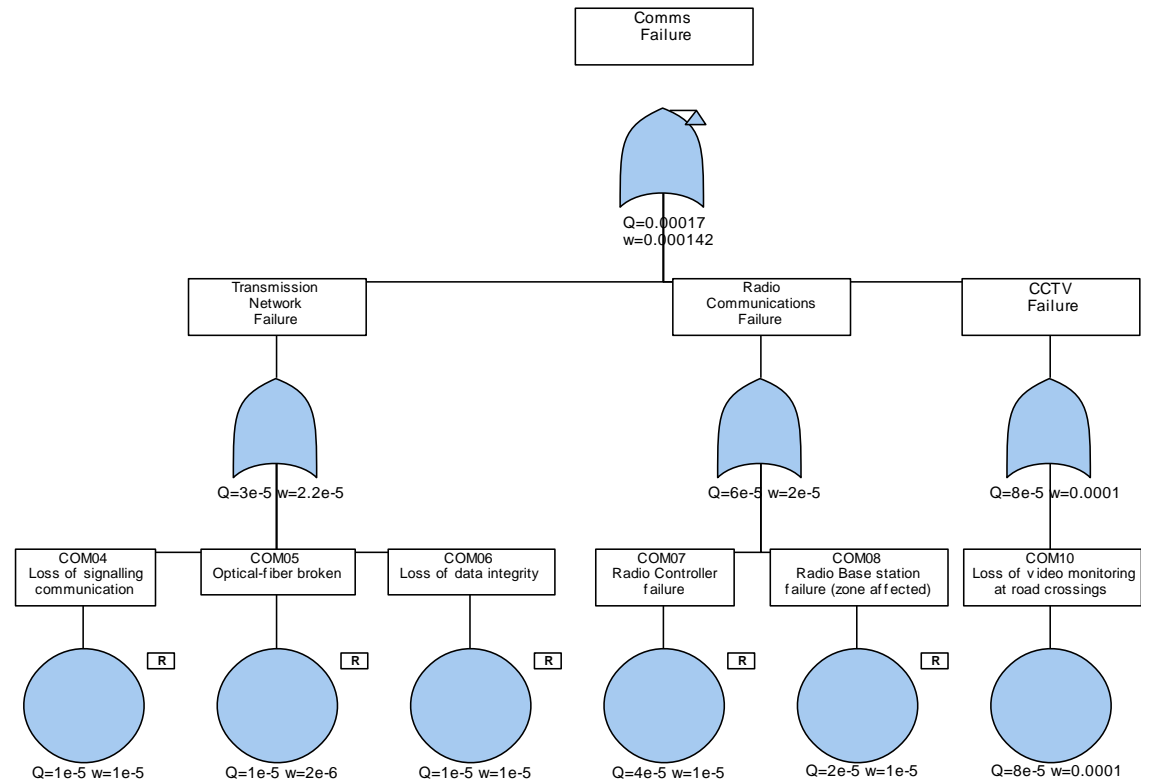 Comms
Failure
Q=0.00017
w=0.000142
Transmission
Network
Failure
Radio
Communications
Failure
CCTV
Failure
Q=3e-5 w=2.2e-5
Q=6e-5 w=2e-5
Q=8e-5 w=0.0001
COM04
Loss of signalling
communication
COM05
Optical-fiber broken
COM06
Loss of data integrity
COM07
Radio Controller
failure
COM08
Radio Base station
failure (zone affected)
COM10
Loss of video monitoring
at road crossings
R
R
R
R
R
Q=1e-5 w=1e-5
Q=1e-5 w=2e-6
Q=1e-5 w=1e-5
Q=4e-5 w=1e-5
Q=2e-5 w=1e-5
Q=8e-5 w=0.0001